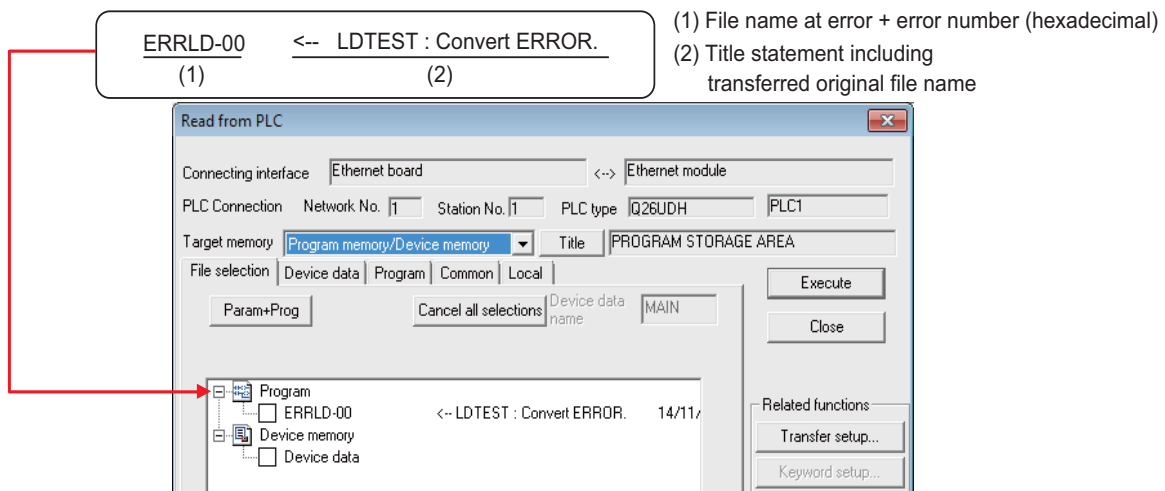 ERRLD-00 <-- LDTEST : Convert ERROR.
(1) (2)
(1) File name at error + error number (hexadecimal)
(2) Title statement including
transferred original file name
Read from PLC
Connecting interface Ethernet board <--> Ethernet module
PLC Connection Network No. 1 Station No. 1 PLC type Q26UDH PLC1
Target memory Program memory/Device memory Title PROGRAM STORAGE AREA
File selection Device data Program Common Local
Param+Prog Cancel all selections Device data name MAIN
Execute
Close
Program
ERRLD-00 <-- LDTEST : Convert ERROR. 14/11/
Device memory
Device data
Related functions
Transfer setup...
Keyword setup...